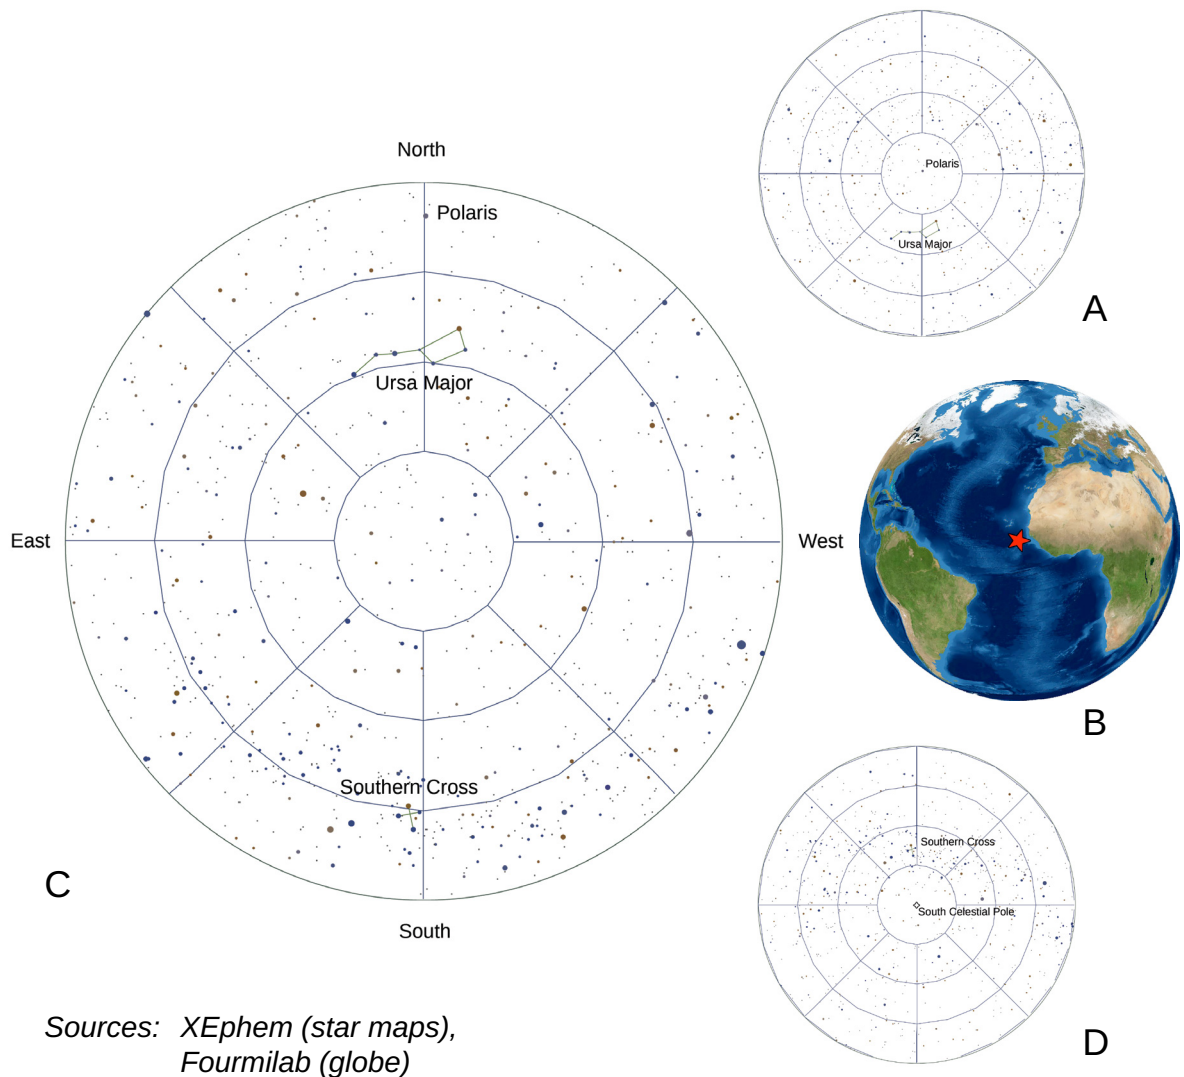 North
Polaris
Ursa Major
East
West
Southern Cross
C
South
Polaris
Ursa Major
A
B
Southern Cross
South Celestial Pole
D
Sources: XEphem (star maps),
Fourmilab (globe)